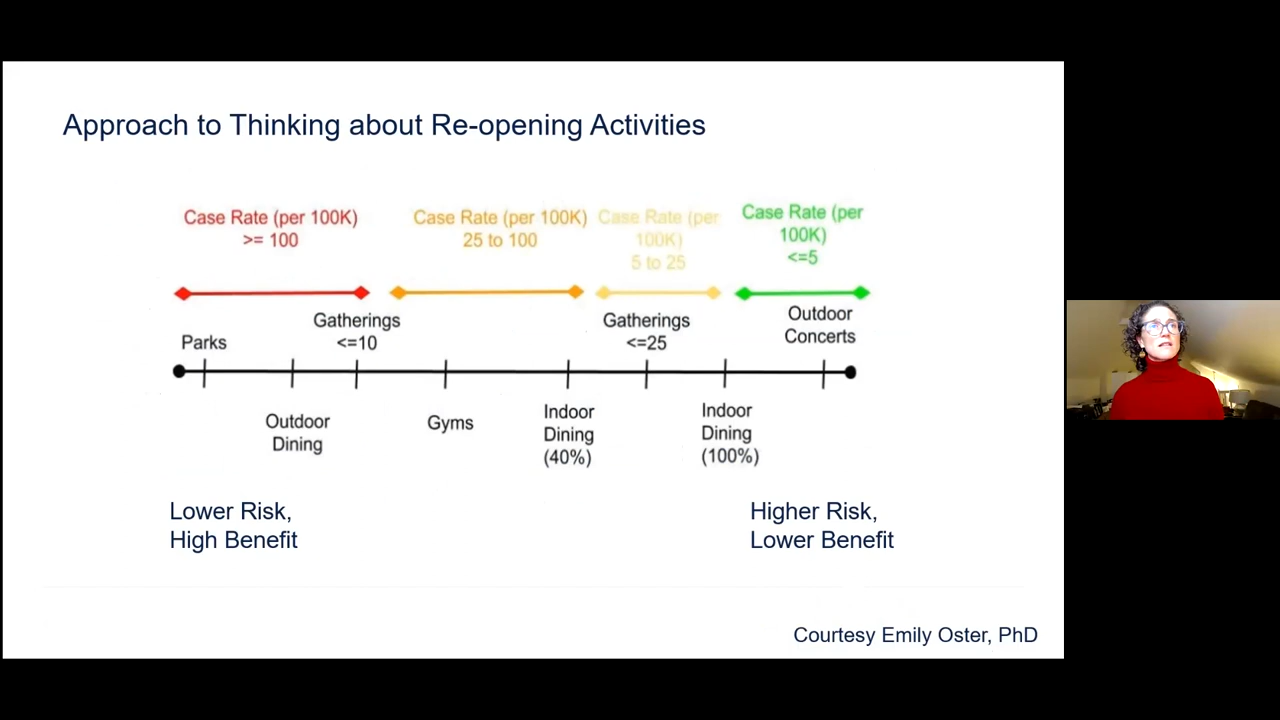 Approach to Thinking about Re-opening Activities
Case Rate (per 100K)
>= 100
Case Rate (per 100K)
25 to 100
Case Rate (per
100K)
5 to 25
Case Rate (per
100K)
<=5
Parks
Gatherings
<=10
Gatherings
<=25
Outdoor
Concerts
Outdoor
Dining
Gyms
Indoor
Dining
(40%)
Indoor
Dining
(100%)
Lower Risk,
High Benefit
Higher Risk,
Lower Benefit
Courtesy Emily Oster, PhD